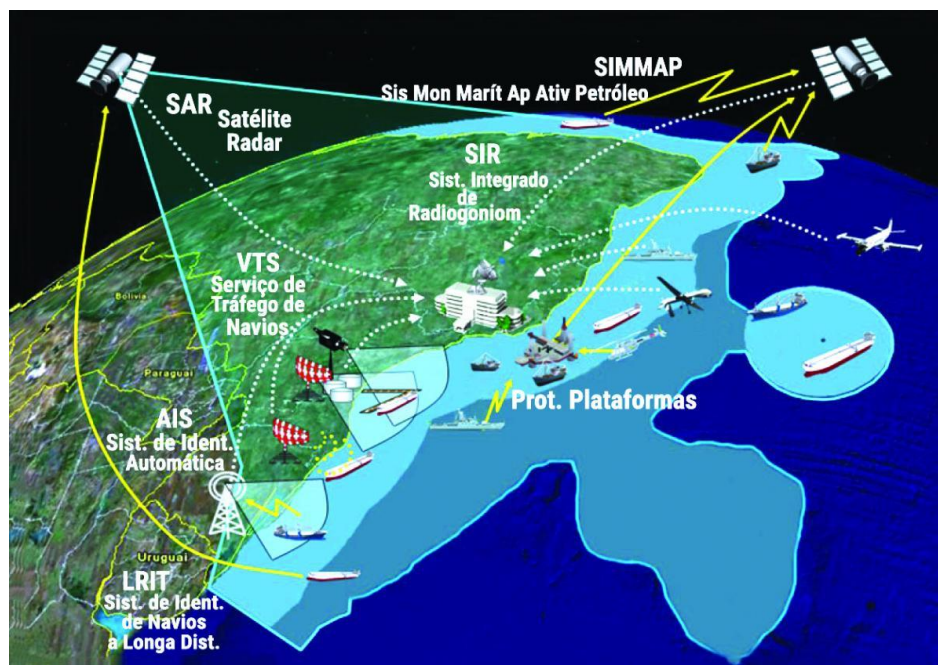 SIMMAP
Sis Mon Marít Ap Ativ Petróleo
SAR
Satélite
Radar
SIR
Sist. Integrado
de
Radiogoniom
VTS
Serviço de
Tráfego de
Navios
Bolívia
Paraguai
Prot. Plataformas
AIS
Sist. de Ident.
Automática
Uruguai
LRIT
Sist. de Ident.
de Navios
a Longa Dist.